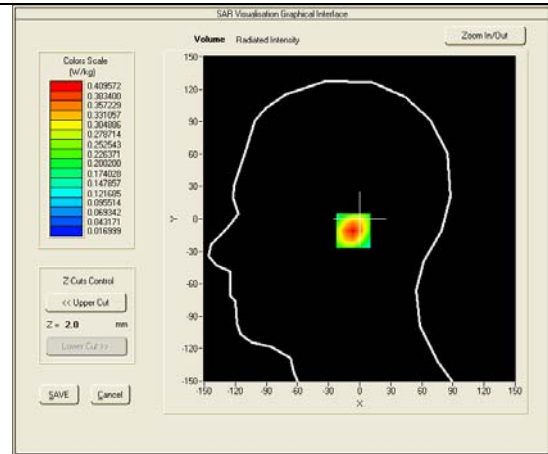 SAR Visualisation Graphical Interface
Volume Radiated Intensity
Zoom In/Out
Colors Scale
(W/kg)
0.409572
0.383400
0.357229
0.331057
0.304886
0.278714
0.252543
0.226371
0.200200
0.174028
0.147857
0.121685
0.095514
0.069342
0.043171
0.016999
Z Cuts Control
<< Upper Cut
Z = 2.0 mm
Lower Cut >>
SAVE Cancel
150
120
90
60
30
0
-30
-60
-90
-120
-150
Y
-150 -120 -90 -60 -30 0 30 60 90 120 150
X